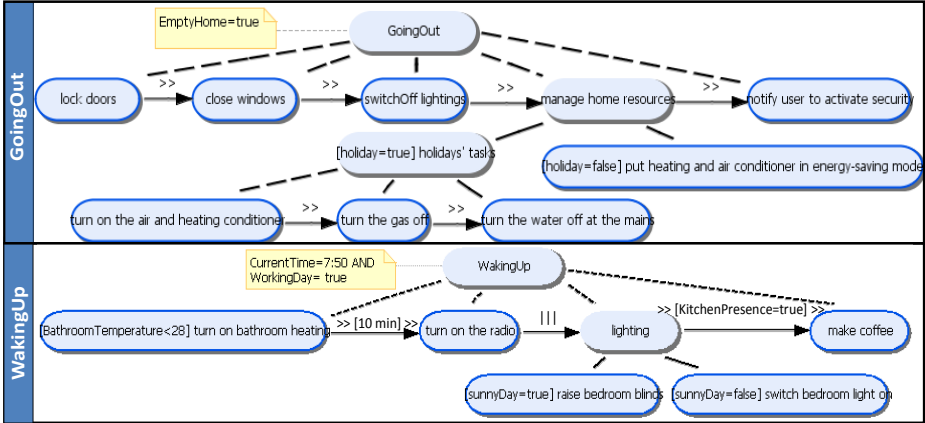 GoingOut
EmptyHome=true
GoingOut
lock doors
>>
close windows
>>
switchOff lightings
>>
manage home resources
>>
notify user to activate security
[holiday=true] holidays' tasks
[holiday=false] put heating and air conditioner in energy-saving mode
turn on the air and heating conditioner
>>
turn the gas off
>>
turn the water off at the mains
WakingUp
CurrentTime=7:50 AND
WorkingDay= true
WakingUp
[BathroomTemperature<28] turn on bathroom heating
>> [10 min] >>
turn on the radio
|||
lighting
>> [KitchenPresence=true] >>
make coffee
[sunnyDay=true] raise bedroom blinds
[sunnyDay=false] switch bedroom light on